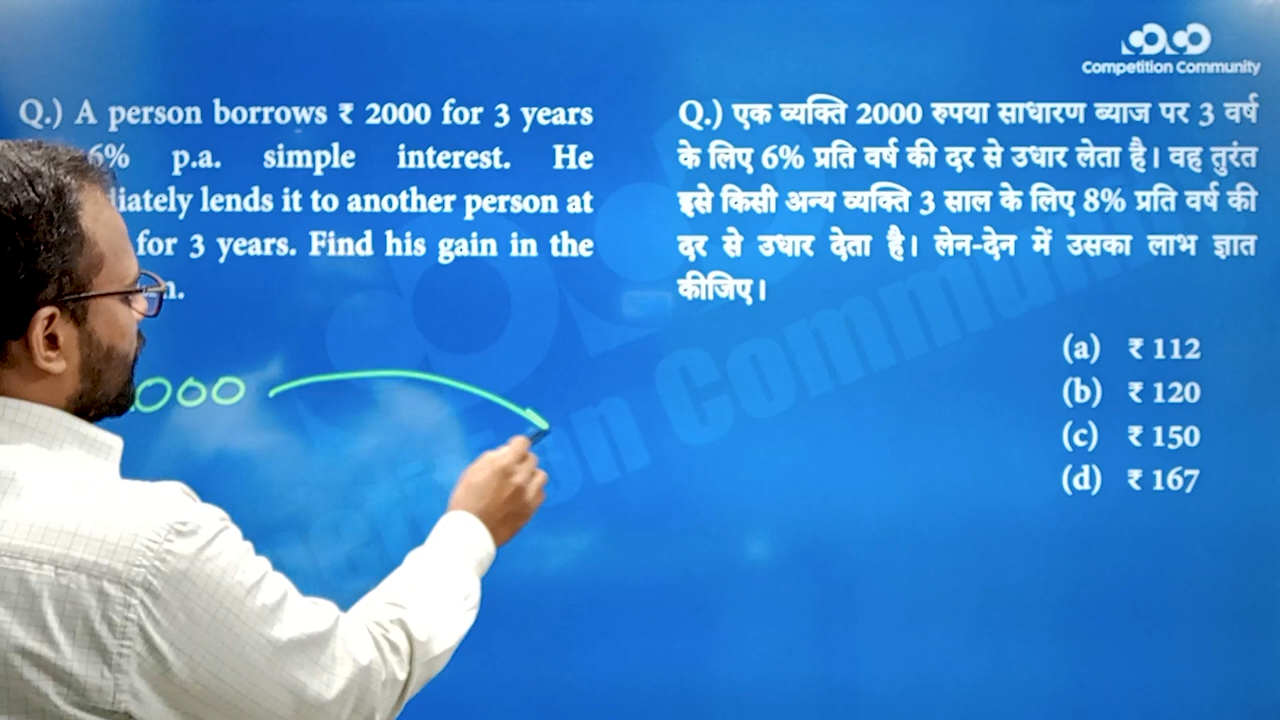 Competition Community
Q.) A person borrows ₹ 2000 for 3 years
6% p.a. simple interest. He
lends it to another person at
for 3 years. Find his gain in the
Q.) एक व्यक्ति 2000 रुपया साधारण ब्याज पर 3 वर्ष
के लिए 6% प्रति वर्ष की दर से उधार लेता है। वह तुरंत
इसे किसी अन्य व्यक्ति 3 साल के लिए 8% प्रति वर्ष की
दर से उधार देता है। लेन-देन में उसका लाभ ज्ञात
कीजिए।
(a) ₹ 112
(b) ₹ 120
(c) ₹ 150
(d) ₹ 167
000